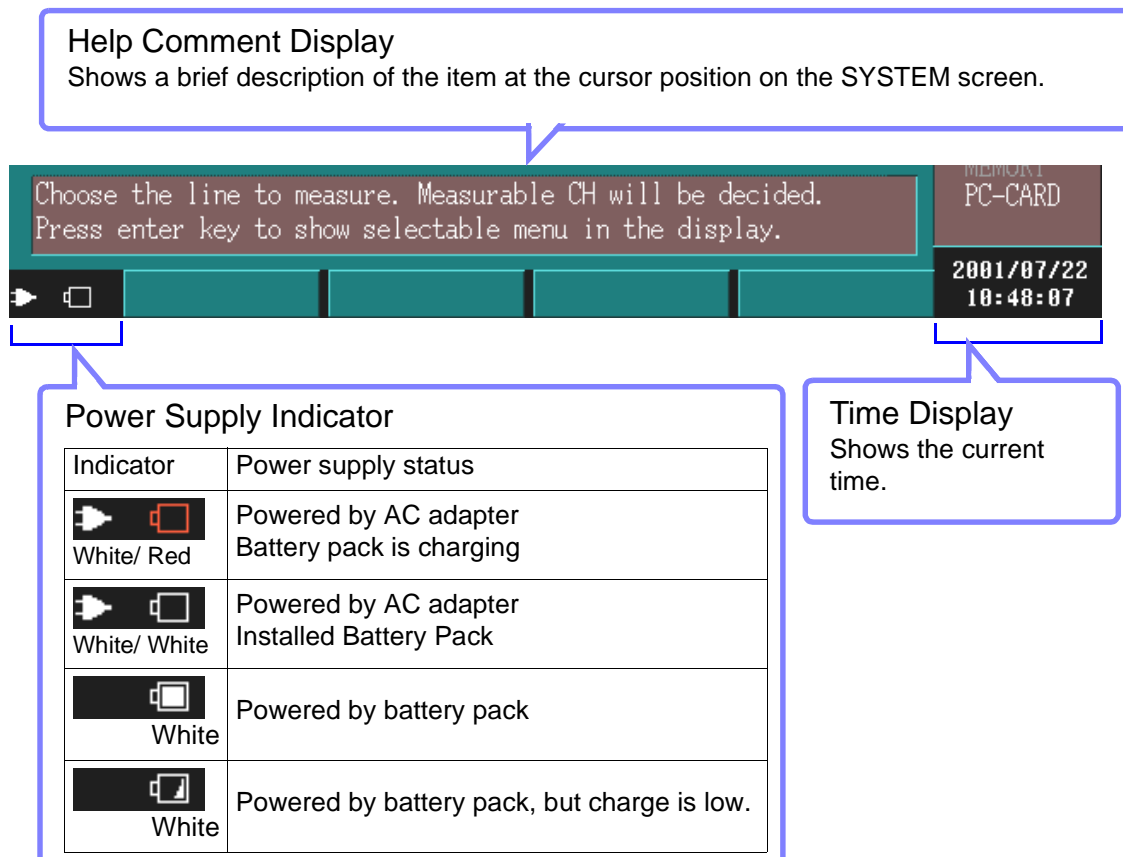 Help Comment Display
Shows a brief description of the item at the cursor position on the SYSTEM screen.
MEMORY
PC-CARD
Choose the line to measure. Measurable CH will be decided.
Press enter key to show selectable menu in the display.
2001/07/22
10:48:07
Power Supply Indicator
Indicator Power supply status
White/ Red
Powered by AC adapter
Battery pack is charging
White/ White
Powered by AC adapter
Installed Battery Pack
White
Powered by battery pack
White
Powered by battery pack, but charge is low.
Time Display
Shows the current
time.